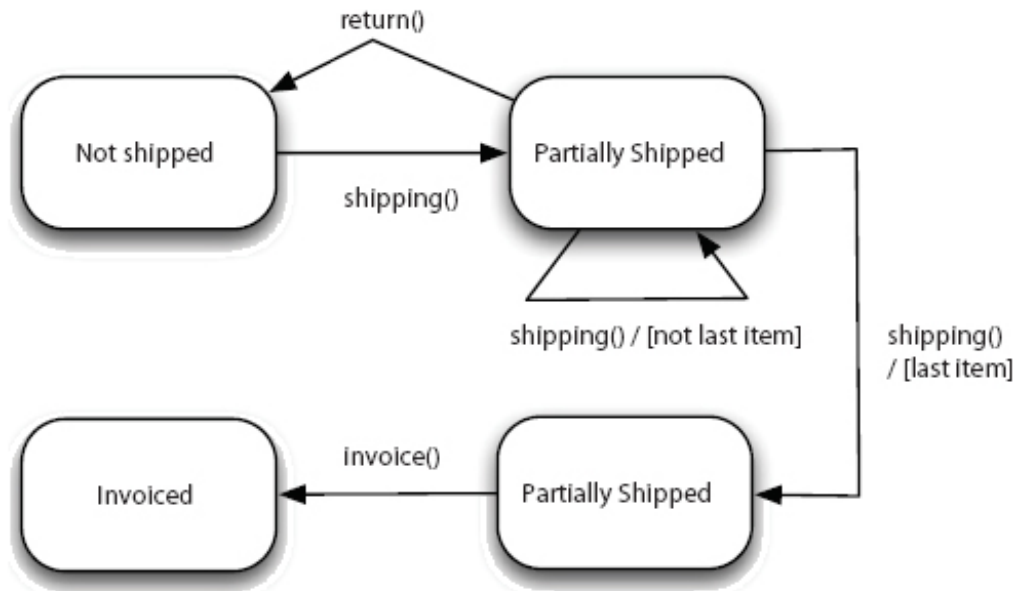 return()
Not shipped
Partially Shipped
shipping()
shipping() / [not last item]
shipping()
/ [last item]
Invoiced
invoice()
Partially Shipped